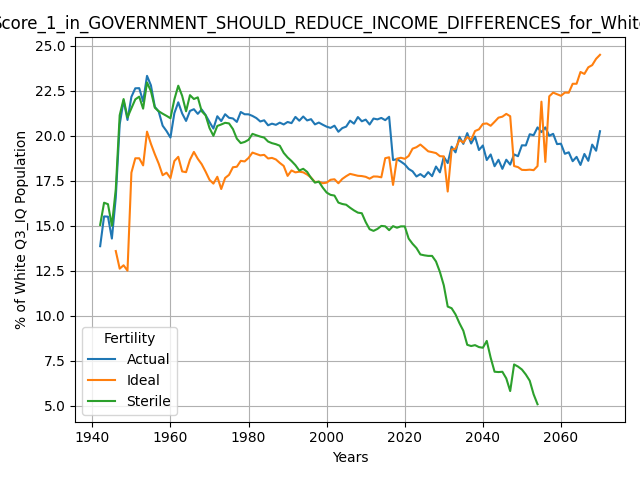 Score_1_in_GOVERNMENT_SHOULD_REDUCE_INCOME_DIFFERENCES_for_White
25.0
22.5
20.0
17.5
15.0
12.5
10.0
7.5
5.0
% of White Q3_IQ Population
Fertility
Actual
Ideal
Sterile
1940 1960 1980 2000 2020 2040 2060
Years